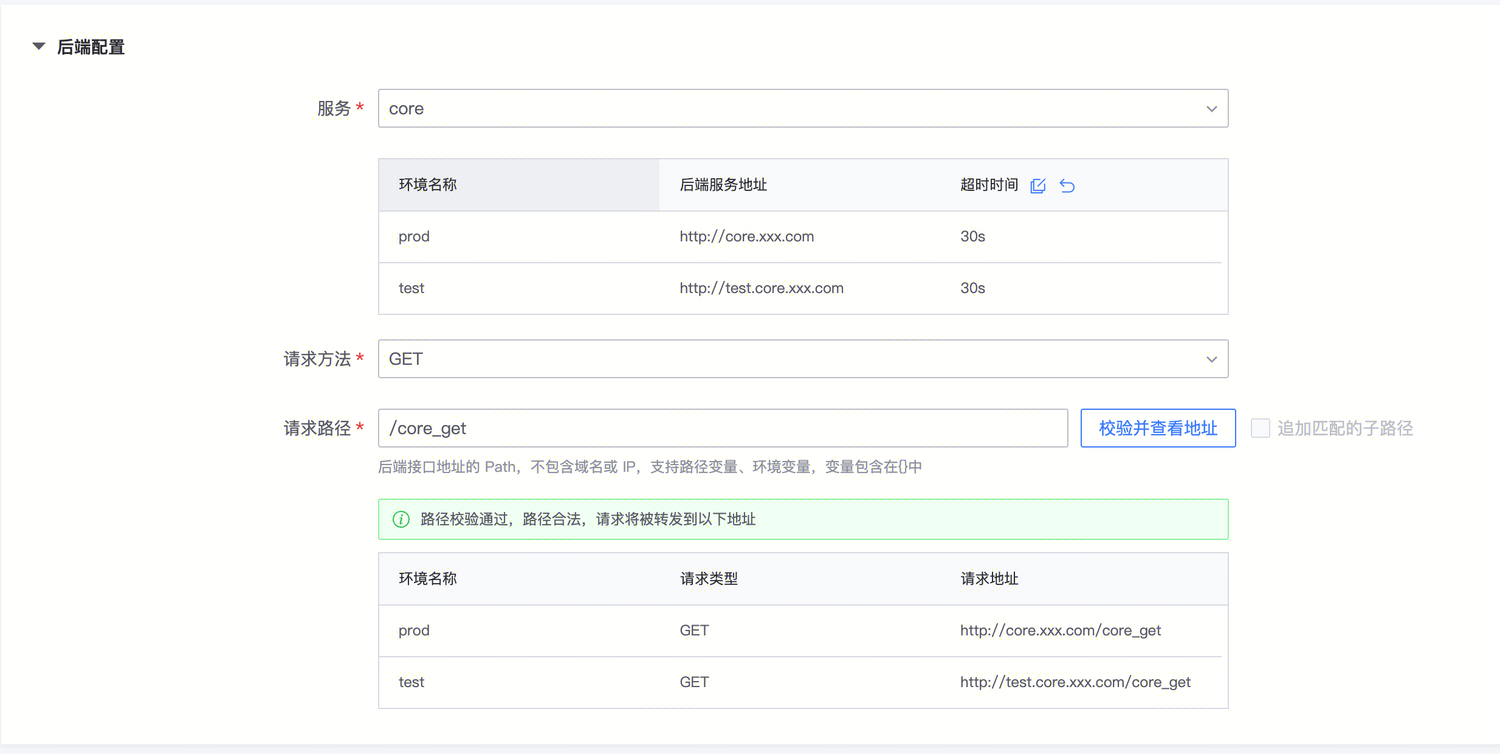 后端配置
服务 * core
环境名称 后端服务地址 超时时间
prod http://core.xxx.com 30s
test http://test.core.xxx.com 30s
请求方法 * GET
请求路径 * /core_get 校验并查看地址 追加匹配的子路径
后端接口地址的 Path，不包含域名或 IP，支持路径变量、环境变量，变量包含在{}中
路径校验通过，路径合法，请求将被转发到以下地址
环境名称 请求类型 请求地址
prod GET http://core.xxx.com/core_get
test GET http://test.core.xxx.com/core_get